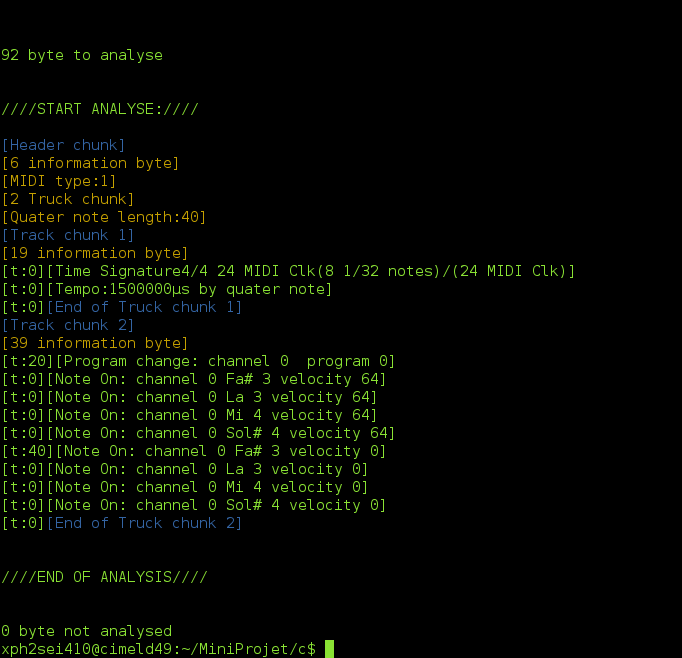 92 byte to analyse
////START ANALYSE:////
[Header chunk]
[6 information byte]
[MIDI type:1]
[2 Truck chunk]
[Quater note length:40]
[Track chunk 1]
[19 information byte]
[t:0][Time Signature4/4 24 MIDI Clk(8 1/32 notes)/(24 MIDI Clk)]
[t:0][Tempo:1500000µs by quater note]
[t:0][End of Truck chunk 1]
[Track chunk 2]
[39 information byte]
[t:20][Program change: channel 0  program 0]
[t:0][Note On: channel 0 Fa# 3 velocity 64]
[t:0][Note On: channel 0 La 3 velocity 64]
[t:0][Note On: channel 0 Mi 4 velocity 64]
[t:0][Note On: channel 0 Sol# 4 velocity 64]
[t:40][Note On: channel 0 Fa# 3 velocity 0]
[t:0][Note On: channel 0 La 3 velocity 0]
[t:0][Note On: channel 0 Mi 4 velocity 0]
[t:0][Note On: channel 0 Sol# 4 velocity 0]
[t:0][End of Truck chunk 2]
////END OF ANALYSIS////
0 byte not analysed
xph2sei410@cimeld49:~/MiniProjet/c$